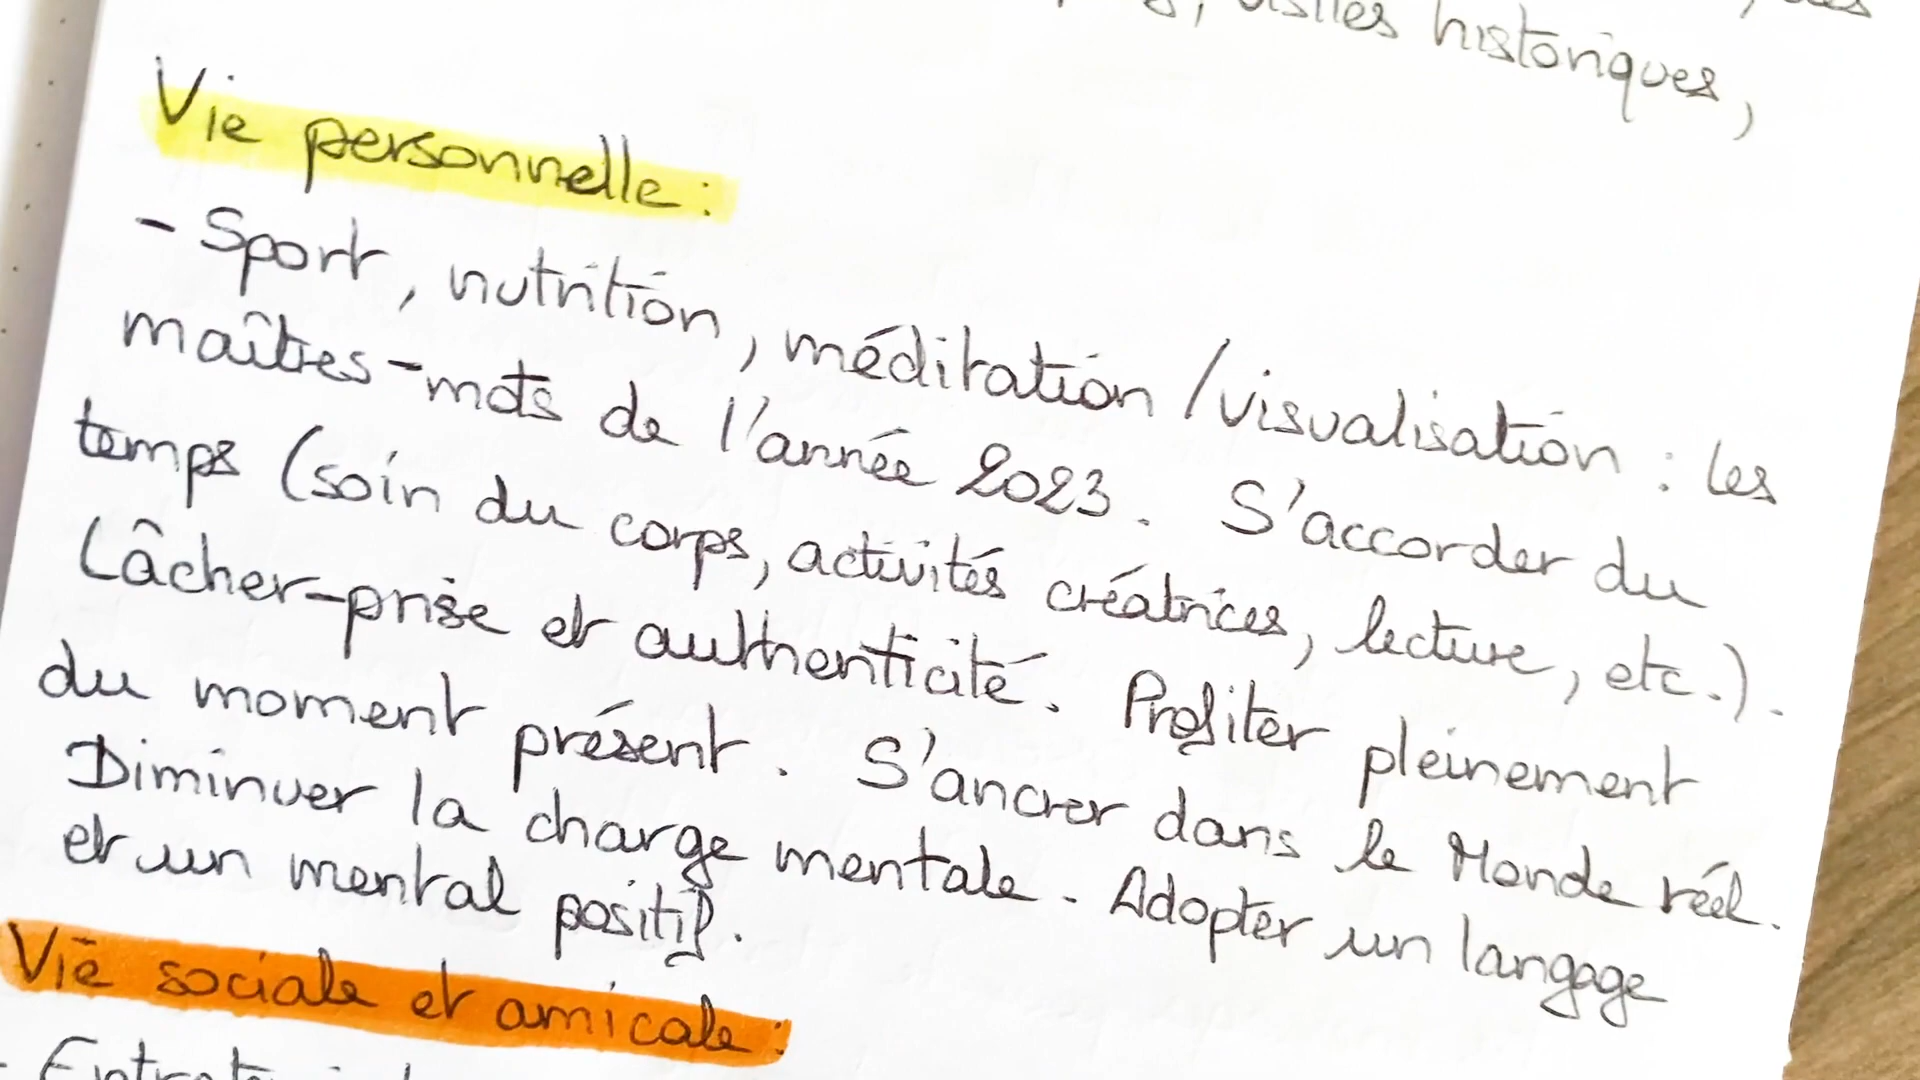 visites historiques,
Vie personnelle :
- Sport, nutrition, méditation / visualisation : les
maîtres-mots de l'année 2023. S'accorder du
temps (soin du corps, activités créatrices, lecture, etc.).
Lâcher-prise et authenticité. Profiter pleinement
du moment présent. S'ancrer dans le Monde réel.
Diminuer la charge mentale. Adopter un langage
et un mental positif.
Vie sociale et amicale :